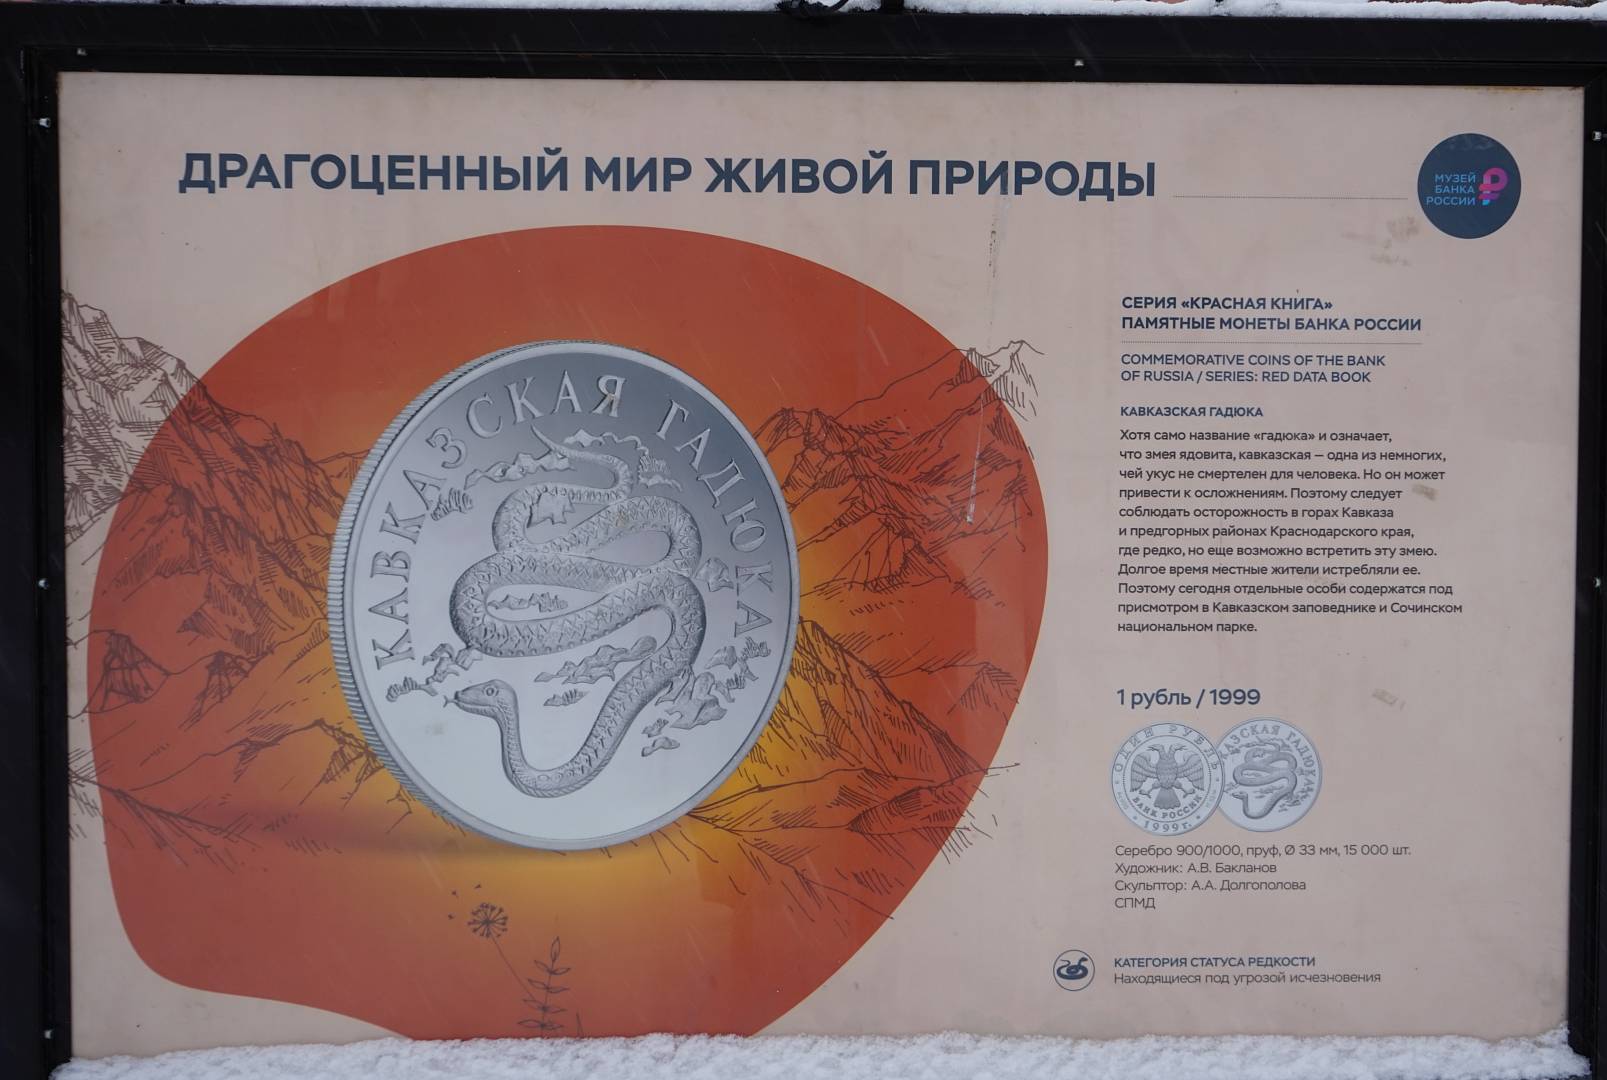 ДРАГОЦЕННЫЙ МИР ЖИВОЙ ПРИРОДЫ
МУЗЕЙ
БАНКА
РОССИИ
КАВКАЗСКАЯ ГАДЮКА
СЕРИЯ «КРАСНАЯ КНИГА»
ПАМЯТНЫЕ МОНЕТЫ БАНКА РОССИИ
COMMEMORATIVE COINS OF THE BANK
OF RUSSIA / SERIES: RED DATA BOOK
КАВКАЗСКАЯ ГАДЮКА
Хотя само название «гадюка» и означает,
что змея ядовита, кавказская – одна из немногих,
чей укус не смертелен для человека. Но он может
привести к осложнениям. Поэтому следует
соблюдать осторожность в горах Кавказа
и предгорных районах Краснодарского края,
где редко, но еще возможно встретить эту змею.
Долгое время местные жители истребляли ее.
Поэтому сегодня отдельные особи содержатся под
присмотром в Кавказском заповеднике и Сочинском
национальном парке.
1 рубль / 1999
ОДИН РУБЛЬ
БАНК РОССИИ
1999 г.
КАЗСКАЯ ГАДЮКА
Серебро 900/1000, пруф, Ø 33 мм, 15 000 шт.
Художник: А.В. Бакланов
Скульптор: А.А. Долгополова
СПМД
КАТЕГОРИЯ СТАТУСА РЕДКОСТИ
Находящиеся под угрозой исчезновения